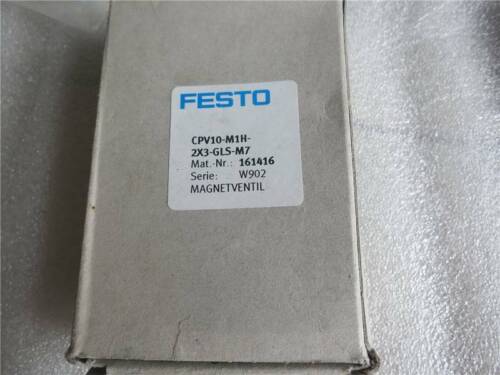 FESTO
CPV10-M1H-
2X3-GLS-M7
Mat.-Nr.: 161416
Serie: W902
MAGNETVENTIL